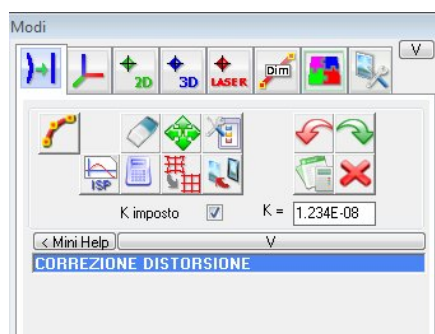 Modi
V
2D 3D LASER Dim
ISP
K imposto K = 1.234E-08
< Mini Help V
CORREZIONE DISTORSIONE